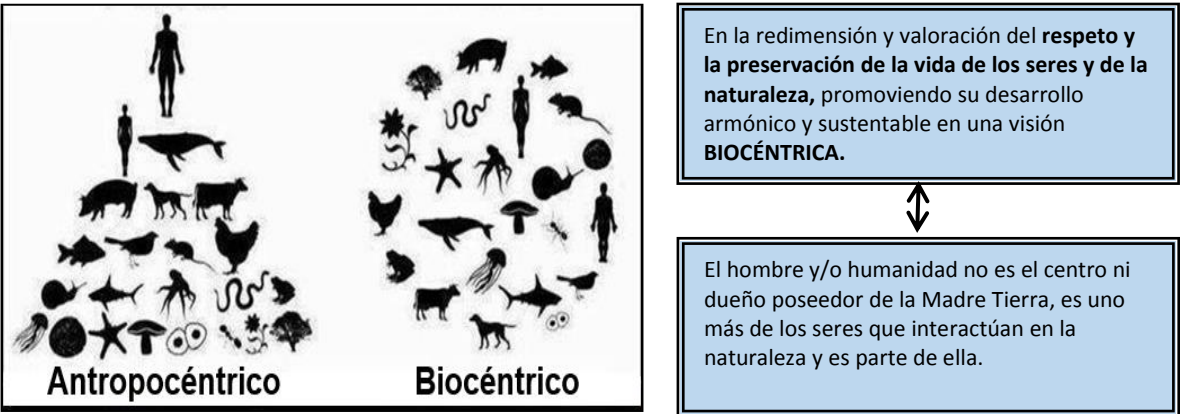 Antropocéntrico
Biocéntrico
En la redimensión y valoración del respeto y
la preservación de la vida de los seres y de la
naturaleza, promoviendo su desarrollo
armónico y sustentable en una visión
BIOCÉNTRICA.
El hombre y/o humanidad no es el centro ni
dueño poseedor de la Madre Tierra, es uno
más de los seres que interactúan en la
naturaleza y es parte de ella.